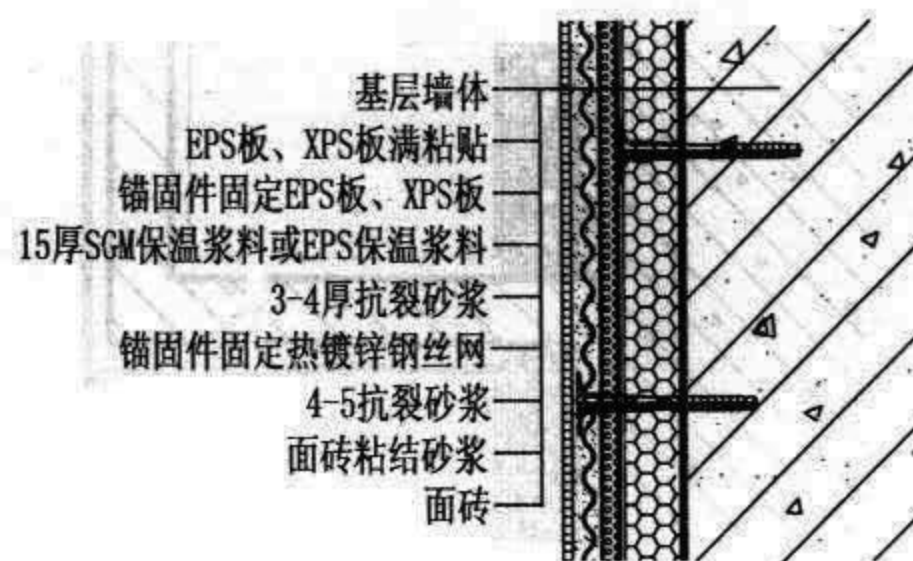 基层墙体
EPS板、XPS板满粘贴
锚固件固定EPS板、XPS板
15厚SGM保温浆料或EPS保温浆料
3-4厚抗裂砂浆
锚固件固定热镀锌钢丝网
4-5抗裂砂浆
面砖粘结砂浆
面砖